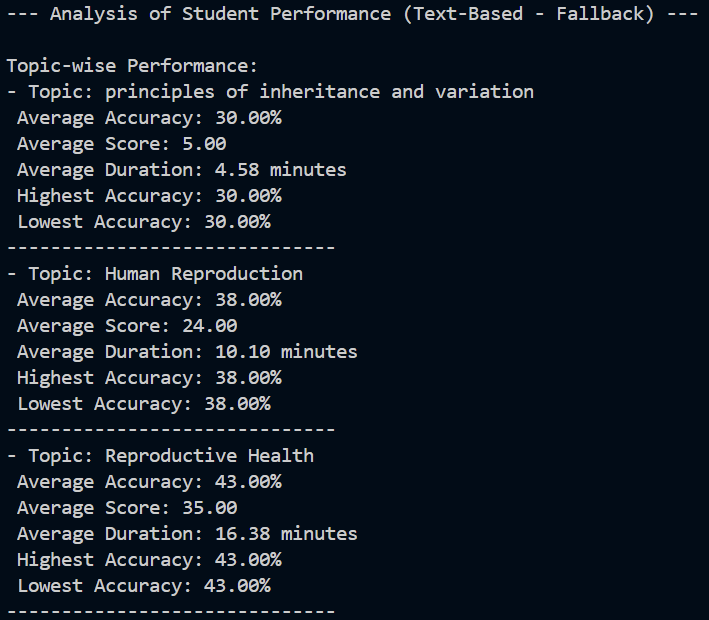 --- Analysis of Student Performance (Text-Based - Fallback) ---
Topic-wise Performance:
- Topic: principles of inheritance and variation
Average Accuracy: 30.00%
Average Score: 5.00
Average Duration: 4.58 minutes
Highest Accuracy: 30.00%
Lowest Accuracy: 30.00%
------------------------------
- Topic: Human Reproduction
Average Accuracy: 38.00%
Average Score: 24.00
Average Duration: 10.10 minutes
Highest Accuracy: 38.00%
Lowest Accuracy: 38.00%
------------------------------
- Topic: Reproductive Health
Average Accuracy: 43.00%
Average Score: 35.00
Average Duration: 16.38 minutes
Highest Accuracy: 43.00%
Lowest Accuracy: 43.00%
------------------------------